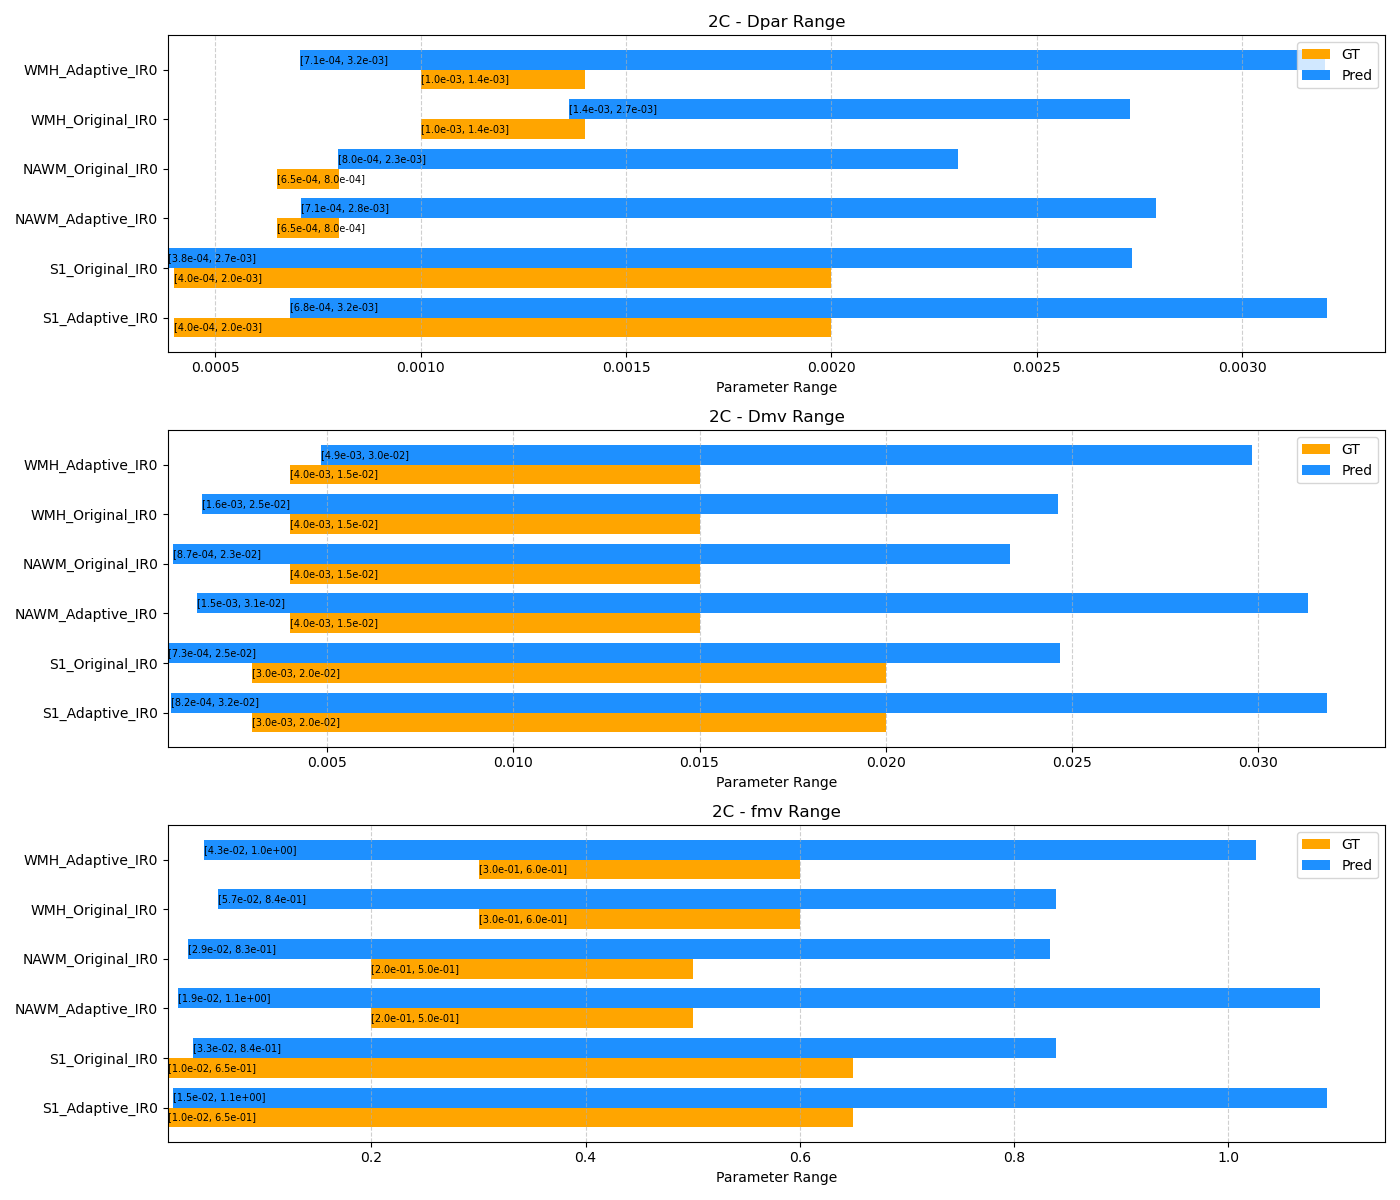 2C - Dpar Range
WMH_Adaptive_IR0
[7.1e-04, 3.2e-03]
[1.0e-03, 1.4e-03]
GT
Pred
WMH_Original_IR0
[1.4e-03, 2.7e-03]
[1.0e-03, 1.4e-03]
NAWM_Original_IR0
[8.0e-04, 2.3e-03]
[6.5e-04, 8.0e-04]
NAWM_Adaptive_IR0
[7.1e-04, 2.8e-03]
[6.5e-04, 8.0e-04]
S1_Original_IR0
[3.8e-04, 2.7e-03]
[4.0e-04, 2.0e-03]
S1_Adaptive_IR0
[6.8e-04, 3.2e-03]
[4.0e-04, 2.0e-03]
0.0005 0.0010 0.0015 0.0020 0.0025 0.0030
Parameter Range
2C - Dmv Range
WMH_Adaptive_IR0
[4.9e-03, 3.0e-02]
[4.0e-03, 1.5e-02]
GT
Pred
WMH_Original_IR0
[1.6e-03, 2.5e-02]
[4.0e-03, 1.5e-02]
NAWM_Original_IR0
[8.7e-04, 2.3e-02]
[4.0e-03, 1.5e-02]
NAWM_Adaptive_IR0
[1.5e-03, 3.1e-02]
[4.0e-03, 1.5e-02]
S1_Original_IR0
[7.3e-04, 2.5e-02]
[3.0e-03, 2.0e-02]
S1_Adaptive_IR0
[8.2e-04, 3.2e-02]
[3.0e-03, 2.0e-02]
0.005 0.010 0.015 0.020 0.025 0.030
Parameter Range
2C - fmv Range
WMH_Adaptive_IR0
[4.3e-02, 1.0e+00]
[3.0e-01, 6.0e-01]
GT
Pred
WMH_Original_IR0
[5.7e-02, 8.4e-01]
[3.0e-01, 6.0e-01]
NAWM_Original_IR0
[2.9e-02, 8.3e-01]
[2.0e-01, 5.0e-01]
NAWM_Adaptive_IR0
[1.9e-02, 1.1e+00]
[2.0e-01, 5.0e-01]
S1_Original_IR0
[3.3e-02, 8.4e-01]
[1.0e-02, 6.5e-01]
S1_Adaptive_IR0
[1.5e-02, 1.1e+00]
[1.0e-02, 6.5e-01]
0.2 0.4 0.6 0.8 1.0
Parameter Range